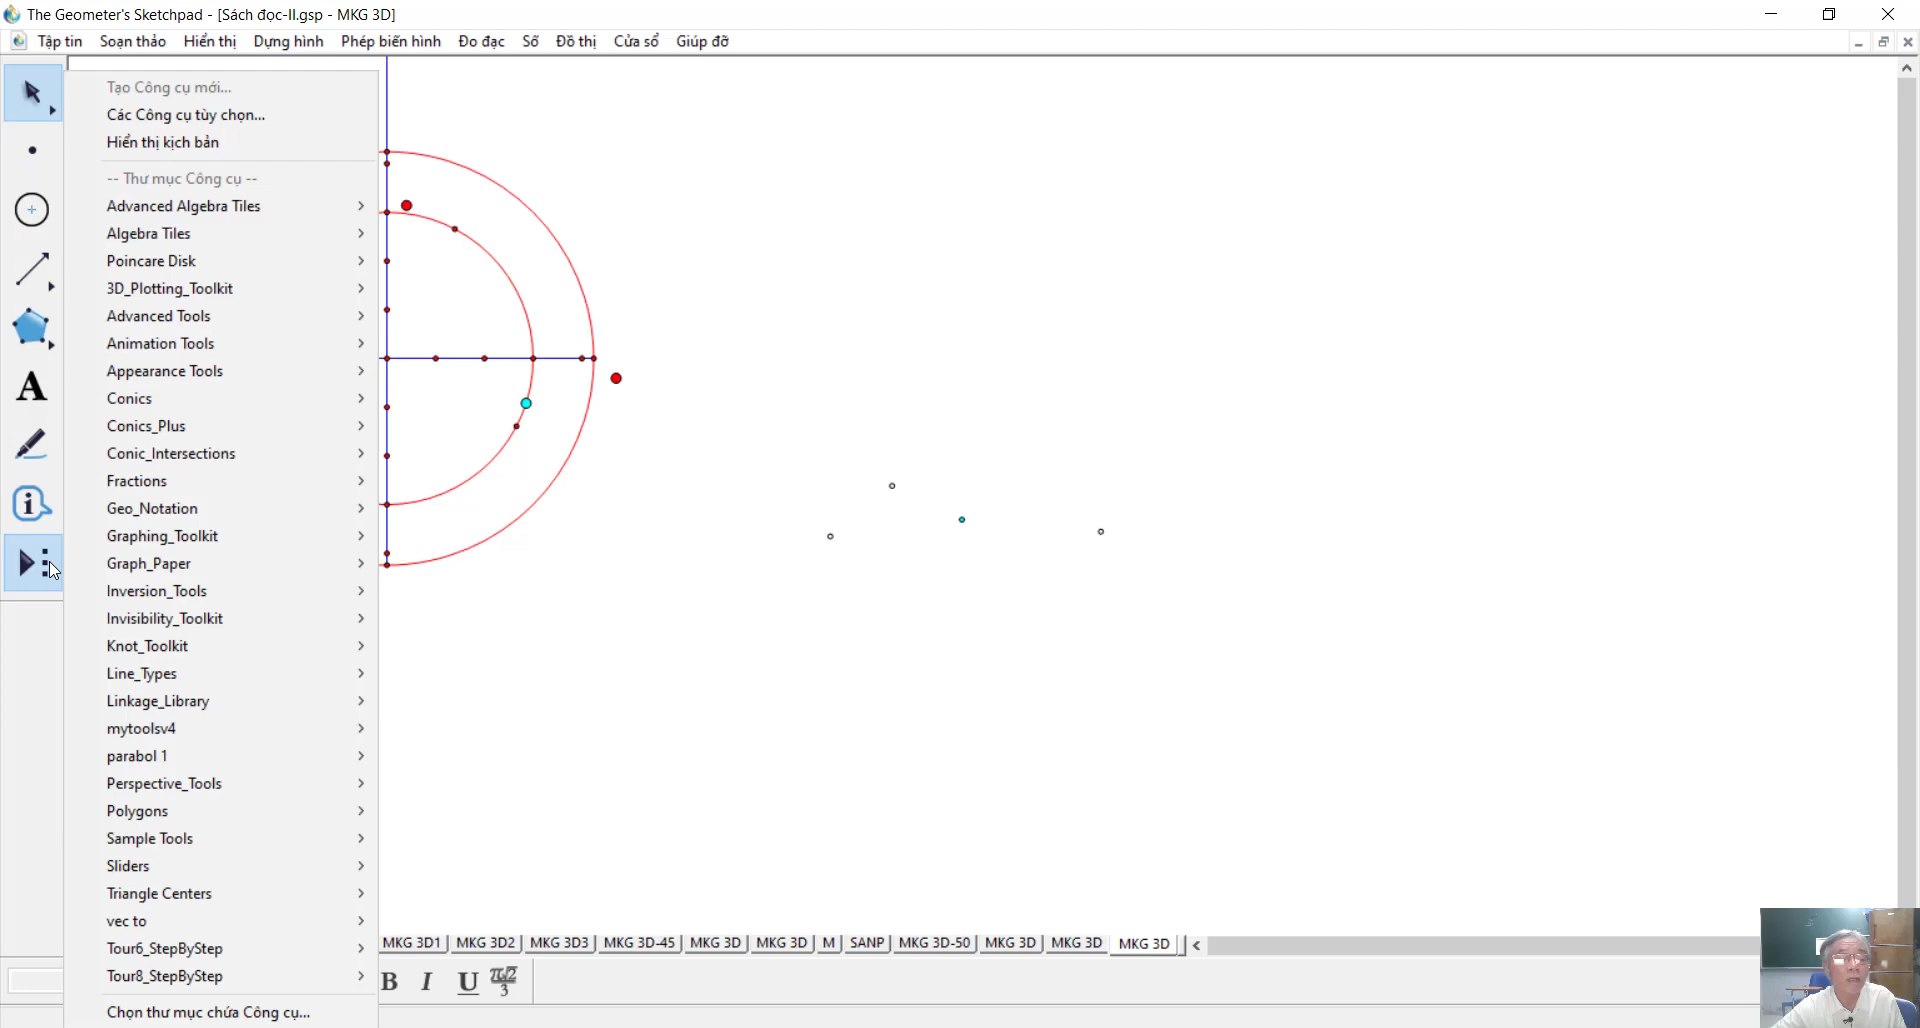 The Geometer's Sketchpad - [Sách đọc-II.gsp - MKG 3D]
Tập tin Soạn thảo Hiển thị Dựng hình Phép biến hình Đo đạc Số Đồ thị Cửa sổ Giúp đỡ
Tạo Công cụ mới...
Các Công cụ tùy chọn...
Hiển thị kịch bản
-- Thư mục Công cụ --
Advanced Algebra Tiles
Algebra Tiles
Poincare Disk
3D_Plotting_Toolkit
Advanced Tools
Animation Tools
Appearance Tools
Conics
Conics_Plus
Conic_Intersections
Fractions
Geo_Notation
Graphing_Toolkit
Graph_Paper
Inversion_Tools
Invisibility_Toolkit
Knot_Toolkit
Line_Types
Linkage_Library
mytoolsv4
parabol 1
Perspective_Tools
Polygons
Sample Tools
Sliders
Triangle Centers
vec to
Tour6_StepByStep
Tour8_StepByStep
Chọn thư mục chứa Công cụ...
A
i
MKG 3D1 MKG 3D2 MKG 3D3 MKG 3D-45 MKG 3D MKG 3D M SANP MKG 3D-50 MKG 3D MKG 3D MKG 3D
B I U π√2/3